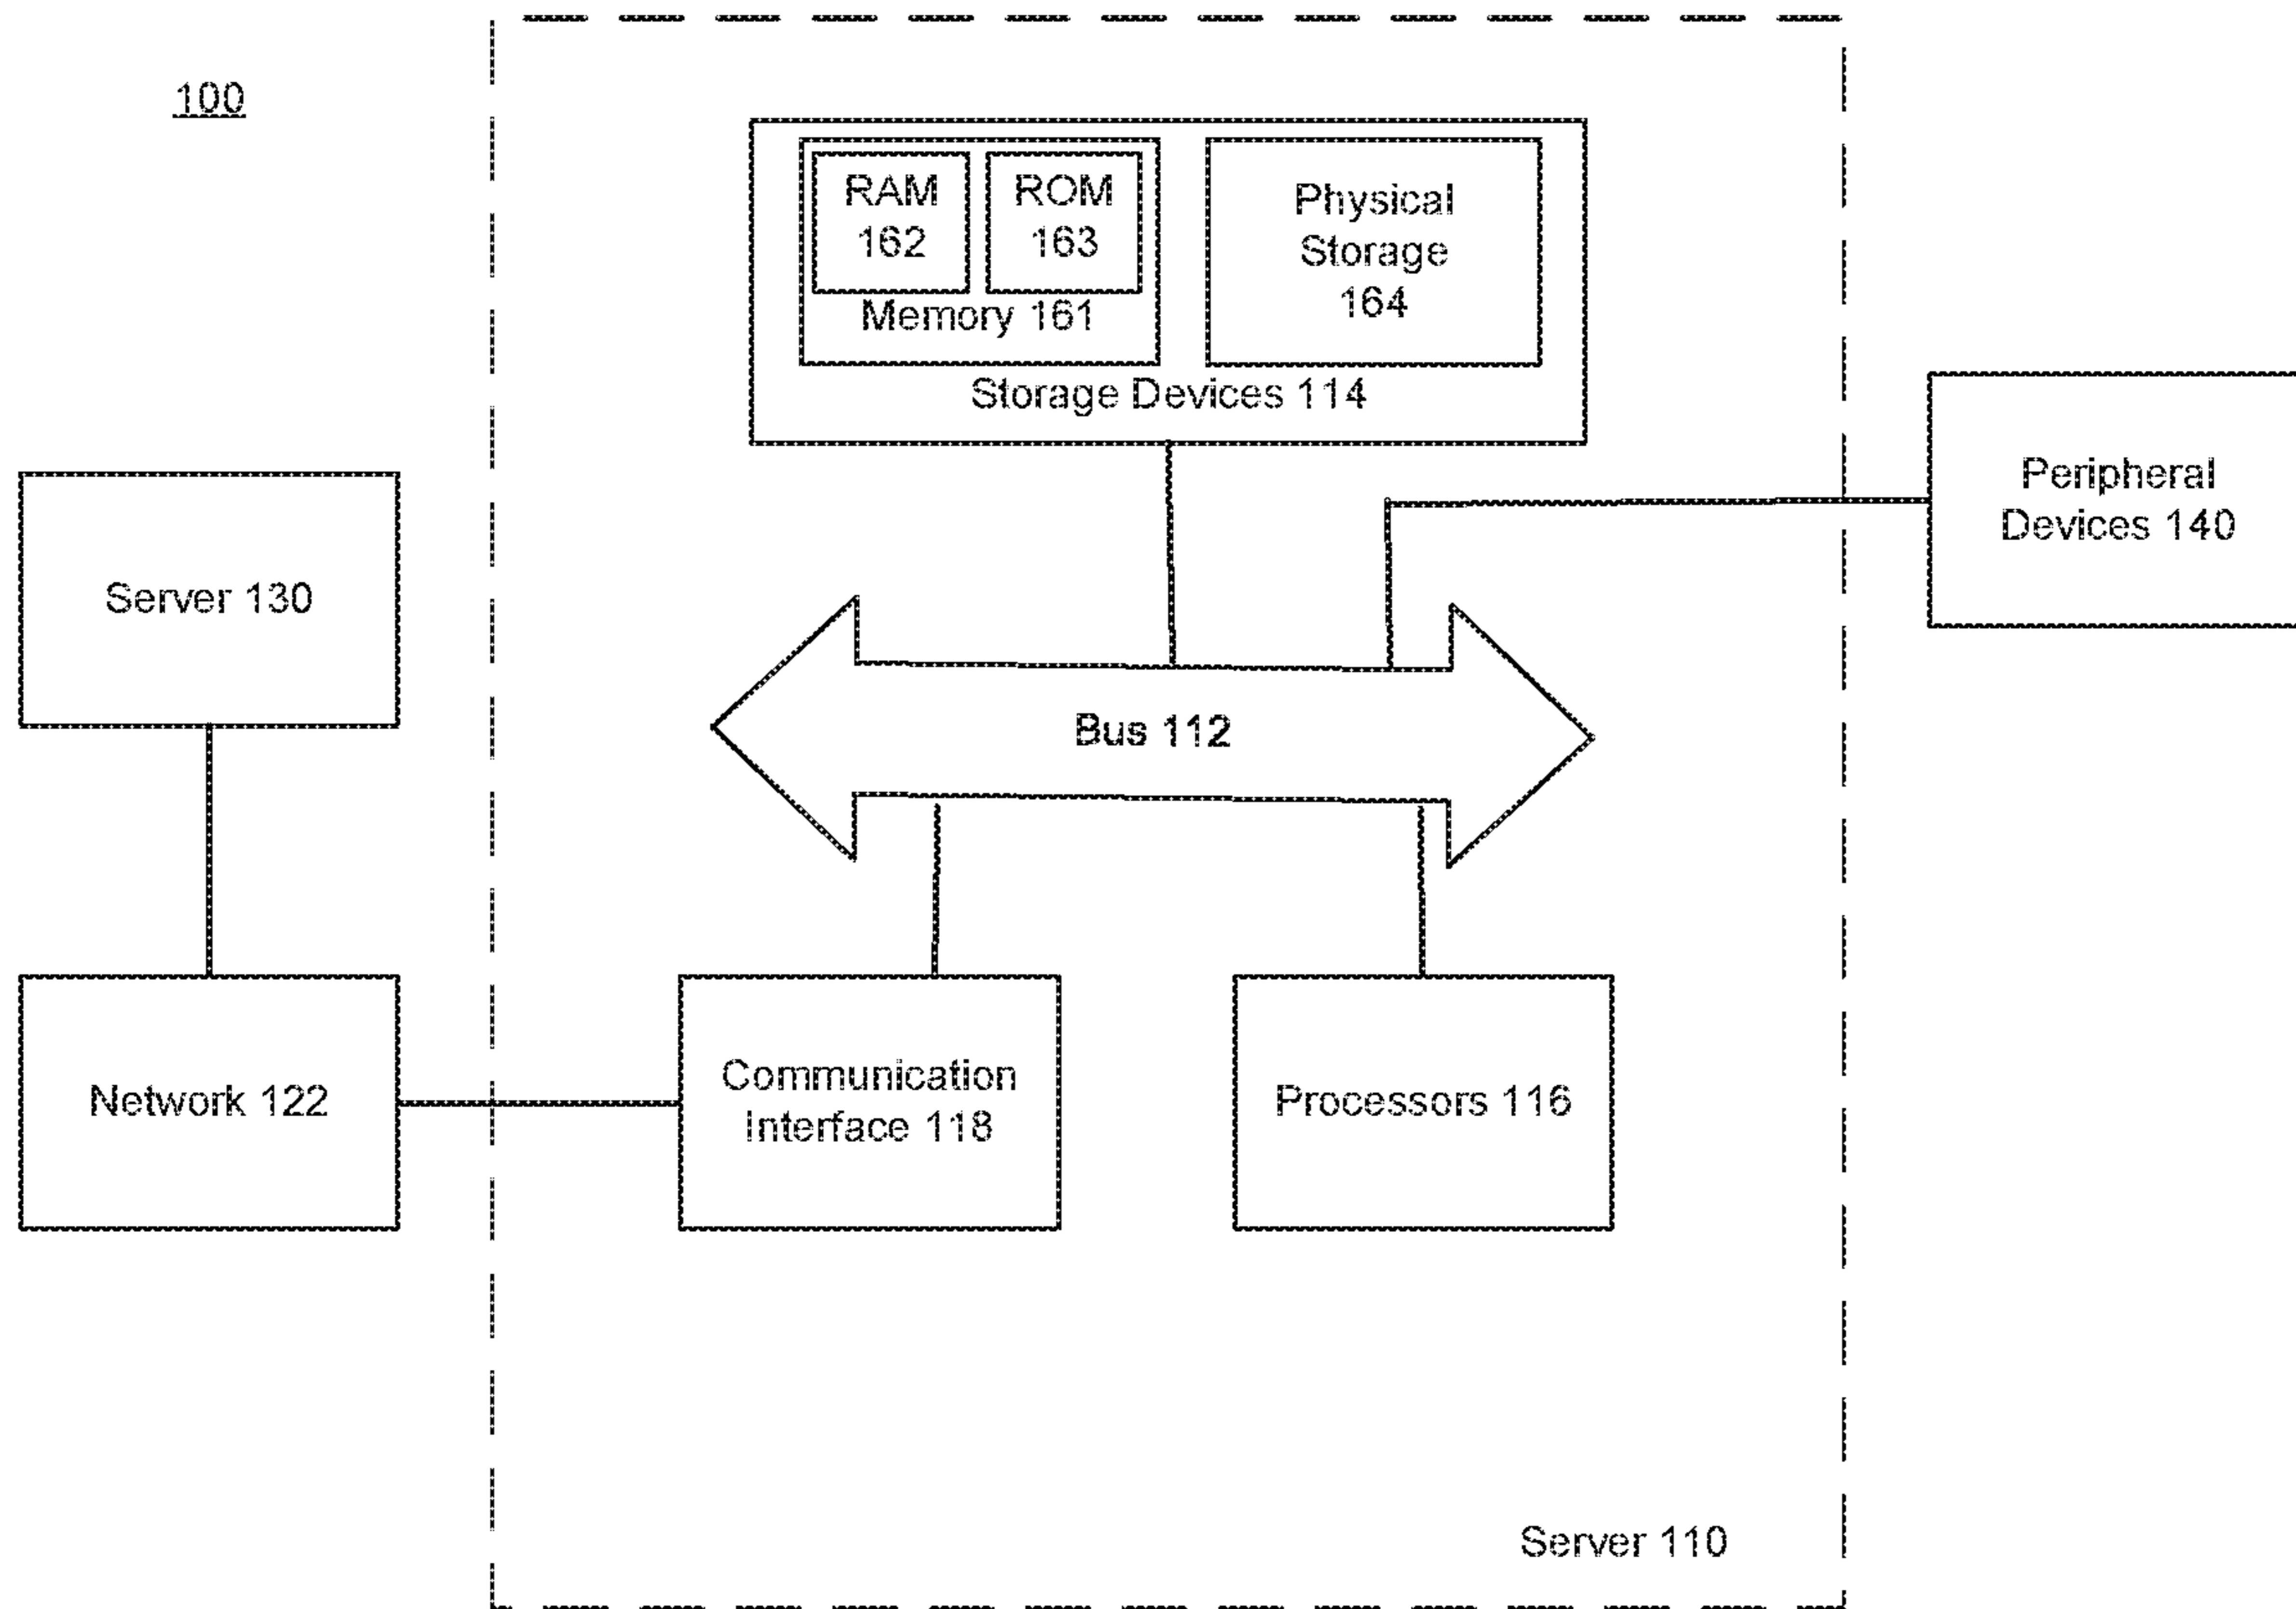 100
RAM
162
ROM
163
Memory 161
Physical
Storage
164
Storage Devices 114
Peripheral
Devices 140
Server 130
Bus 112
Network 122
Communication
Interface 118
Processors 116
Server 110